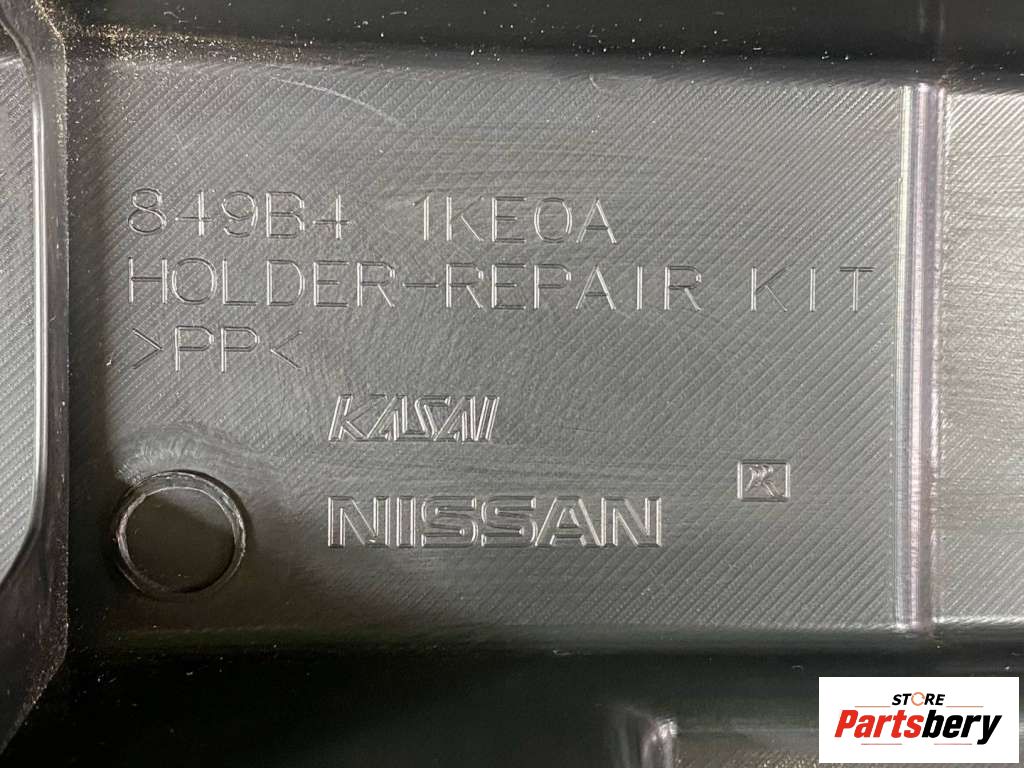 849B4 1KE0A
HOLDER-REPAIR KIT
>PP<
KASAI
NISSAN
STORE
Partsbery